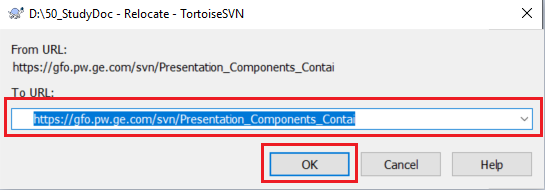 D:\50_StudyDoc - Relocate - TortoiseSVN
From URL:
https://gfo.pw.ge.com/svn/Presentation_Components_Contai
To URL:
https://gfo.pw.ge.com/svn/Presentation_Components_Contai
OK
Cancel
Help